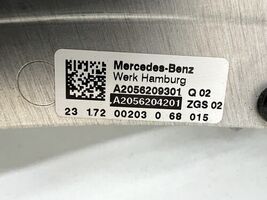 Mercedes-Benz
Werk Hamburg
A2056209301 Q 02
A2056204201 ZGS 02
23 172 00203 0 68 015